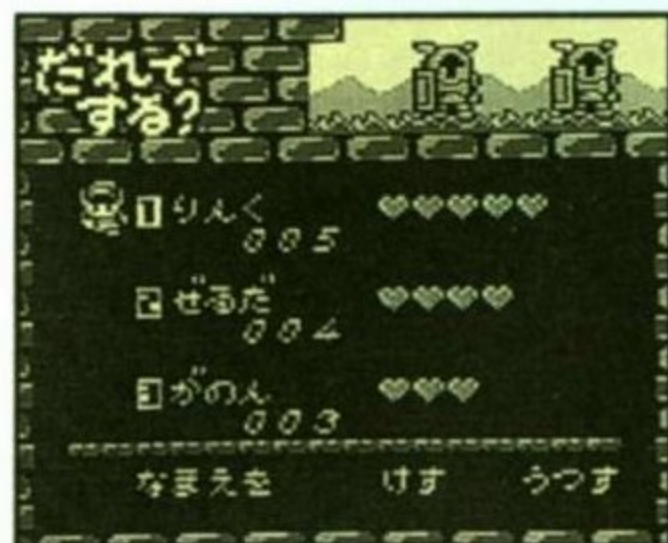 だれで
する?
1 りんく
005
2 ぜるだ
004
3 がのん
003
なまえを けす うつす